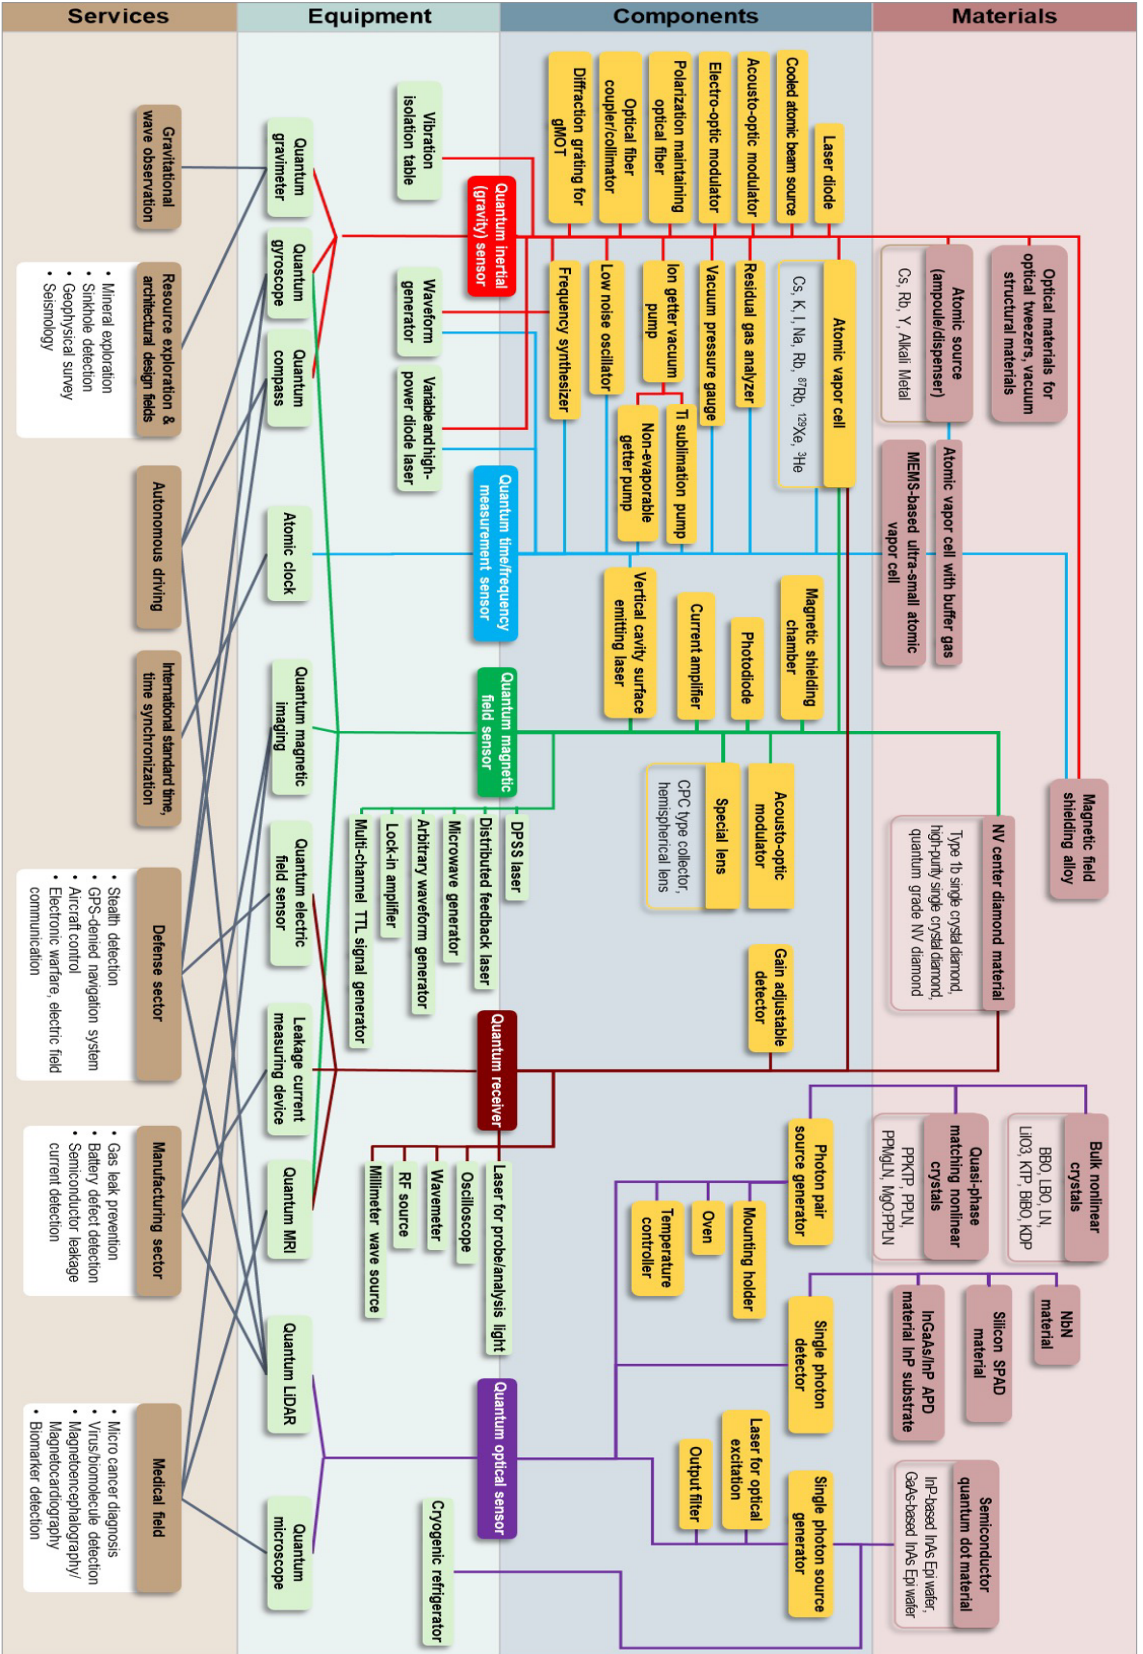 Services
Equipment
Components
Materials
Gravitational
wave observation
Resource exploration &
architectural design fields
• Mineral exploration
• Sinkhole detection
• Geophysical survey
• Seismology
Autonomous driving
International standard time,
time synchronization
Defense sector
• Stealth detection
• GPS-denied navigation system
• Aircraft control
• Electronic warfare, electric field
communication
Manufacturing sector
• Gas leak prevention
• Battery defect detection
• Semiconductor leakage
current detection
Medical field
• Micro cancer diagnosis
• Virus/biomolecule detection
• Magnetoencephalography/
Magnetocardiography
• Biomarker detection
Quantum
gravimeter
Quantum
gyroscope
Quantum
compass
Atomic clock
Quantum magnetic
imaging
Quantum electric
field sensor
Leakage current
measuring device
Quantum MRI
Quantum LiDAR
Quantum
microscope
Vibration
isolation table
Waveform
generator
Variable and high-
power diode laser
DPSS laser
Distributed feedback laser
Microwave generator
Arbitrary waveform generator
Lock-in amplifier
Multi-channel TTL signal generator
Laser for probe/analysis light
Oscilloscope
Wavemeter
RF source
Millimeter wave source
Cryogenic refrigerator
Quantum inertial
(gravity) sensor
Quantum time/frequency
measurement sensor
Quantum magnetic
field sensor
Quantum receiver
Quantum optical sensor
Laser diode
Cooled atomic beam source
Acousto-optic modulator
Electro-optic modulator
Polarization maintaining
optical fiber
Optical fiber
coupler/collimator
Diffraction grating for
gMOT
Atomic vapor cell
Cs, K, I, Na, Rb, ⁸⁷Rb, ¹²⁹Xe, ³He
Residual gas analyzer
Vacuum pressure gauge
Ion getter vacuum
pump
Ti sublimation pump
Non-evaporable
getter pump
Low noise oscillator
Frequency synthesizer
Magnetic shielding
chamber
Photodiode
Current amplifier
Vertical cavity surface
emitting laser
Acousto-optic
modulator
Special lens
CPC type collector,
hemispherical lens
Gain adjustable
detector
Photon pair
source generator
Mounting holder
Oven
Temperature
controller
Single photon
detector
Single photon source
generator
Laser for optical
excitation
Output filter
Optical materials for
optical tweezers, vacuum
structural materials
Atomic source
(ampoule/dispenser)
Cs, Rb, Y, Alkali Metal
Atomic vapor cell with buffer gas
MEMS-based ultra-small atomic
vapor cell
Magnetic field
shielding alloy
NV center diamond material
Type 1b single crystal diamond,
high-purity single crystal diamond,
quantum grade NV diamond
Bulk nonlinear
crystals
BBO, LBO, LN,
LiIO3, KTP, BiBO, KDP
Quasi-phase
matching nonlinear
crystals
PPKTP, PPLN,
PPMgLN, MgO:PPLN
NbN
material
Silicon SPAD
material
InGaAs/InP APD
material InP substrate
Semiconductor
quantum dot material
InP-based InAs Epi wafer,
GaAs-based InAs Epi wafer